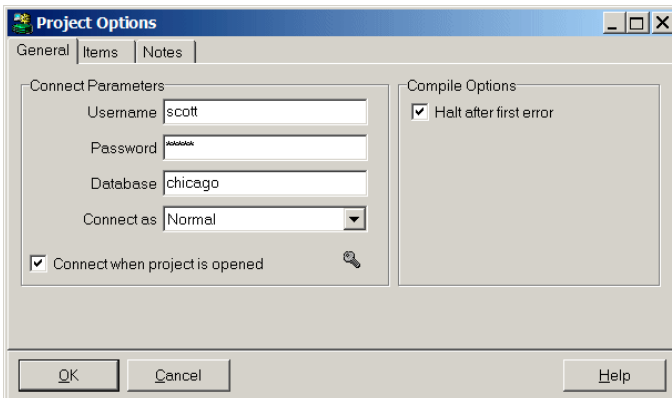 Project Options
General Items Notes
Connect Parameters
Username scott
Password *****
Database chicago
Connect as Normal
Connect when project is opened
Compile Options
Halt after first error
OK Cancel Help